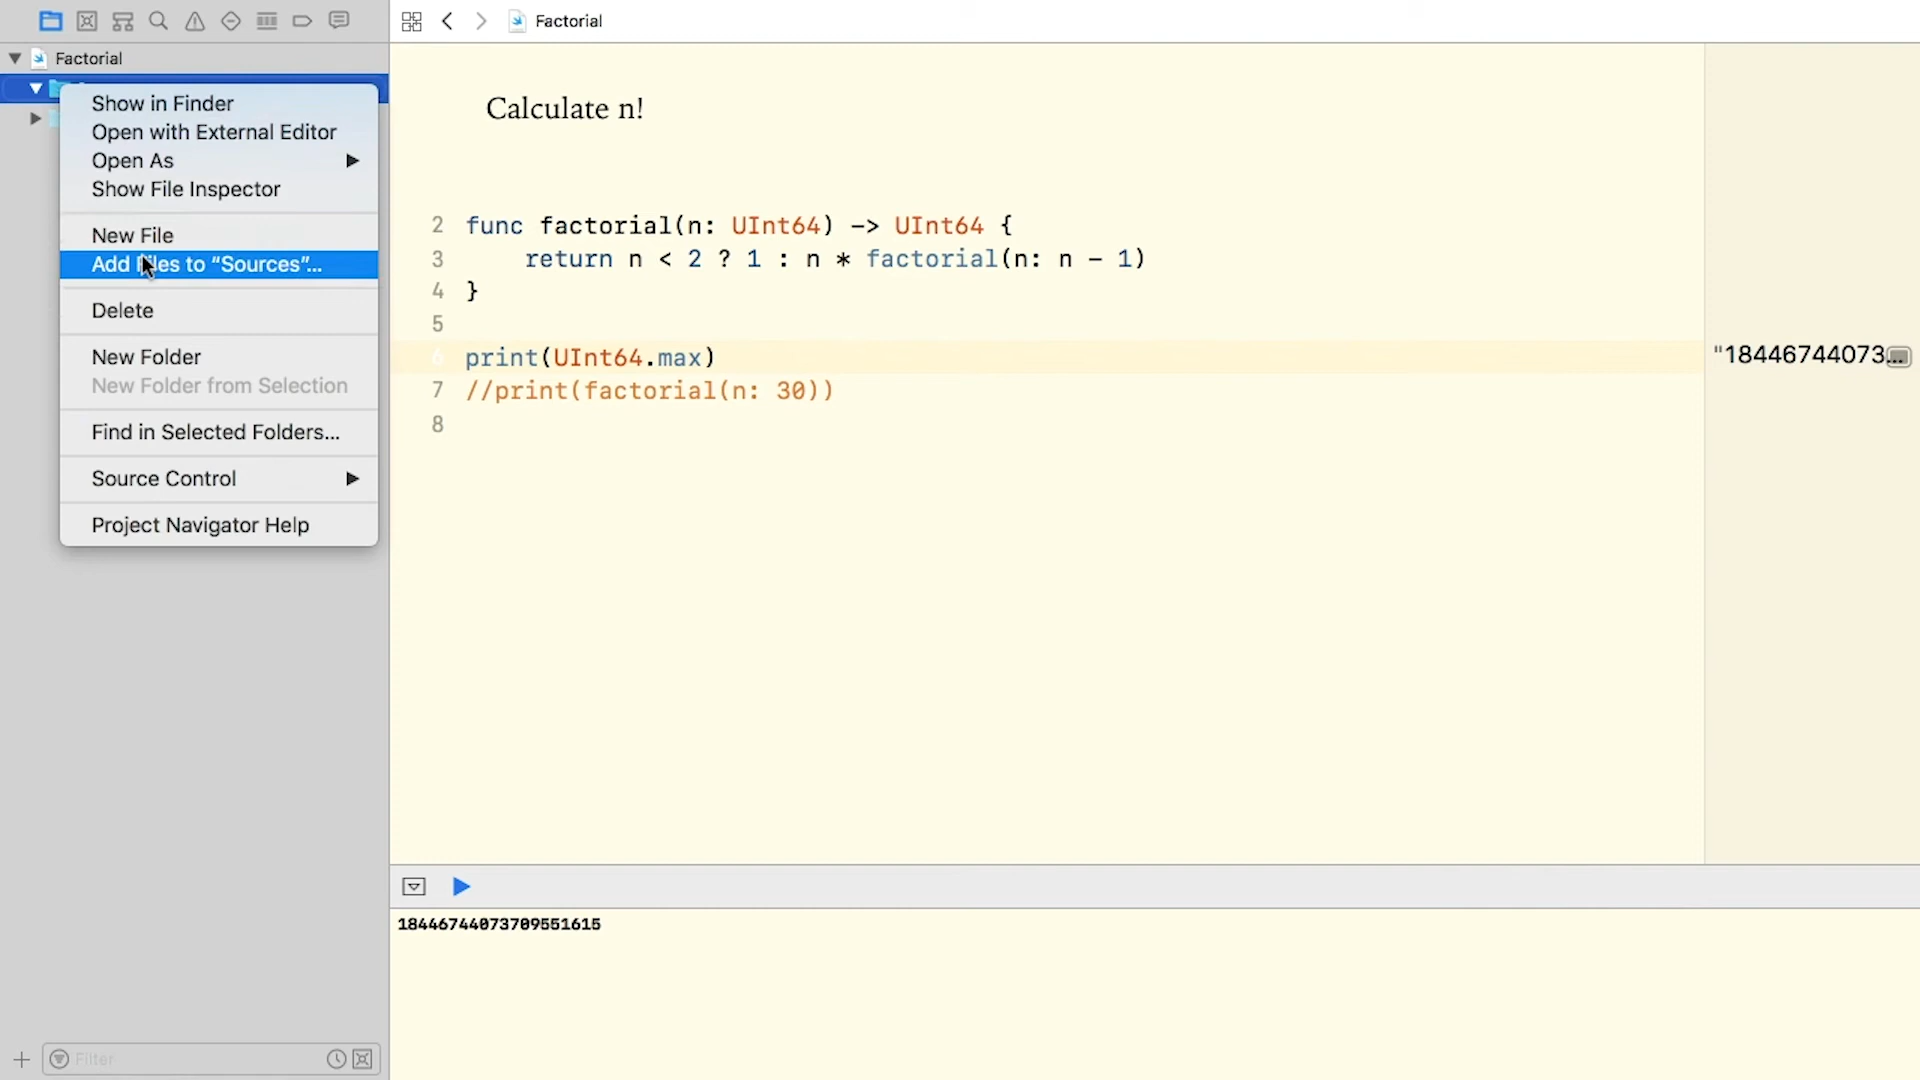 Factorial
Factorial
Show in Finder
Open with External Editor
Open As
Show File Inspector
New File
Add Files to “Sources”...
Delete
New Folder
New Folder from Selection
Find in Selected Folders...
Source Control
Project Navigator Help
Filter
Calculate n!
2 func factorial(n: UInt64) -> UInt64 {
3 return n < 2 ? 1 : n * factorial(n: n - 1)
4 }
5
6 print(UInt64.max)
7 //print(factorial(n: 30))
8
"18446744073...
18446744073709551615